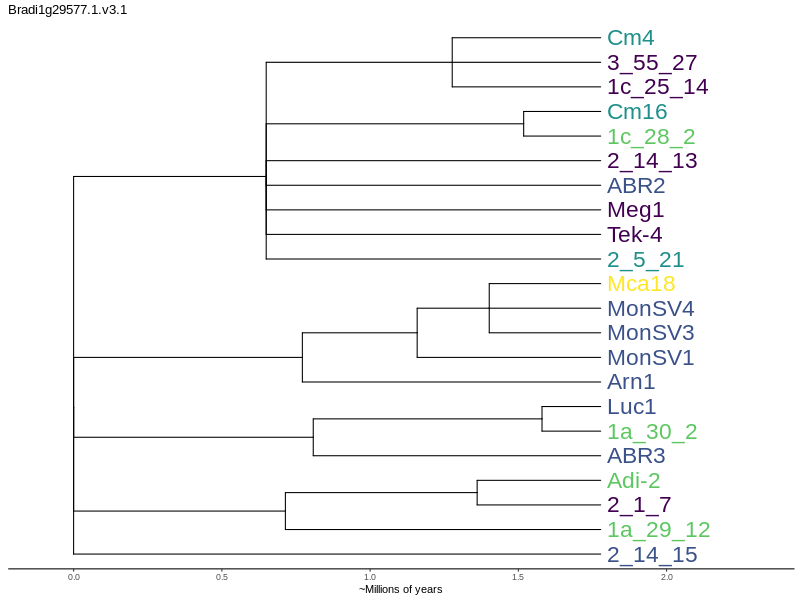 Bradi1g29577.1.v3.1
Cm4
3_55_27
1c_25_14
Cm16
1c_28_2
2_14_13
ABR2
Meg1
Tek-4
2_5_21
Mca18
MonSV4
MonSV3
MonSV1
Arn1
Luc1
1a_30_2
ABR3
Adi-2
2_1_7
1a_29_12
2_14_15
0.0 0.5 1.0 1.5 2.0
~Millions of years